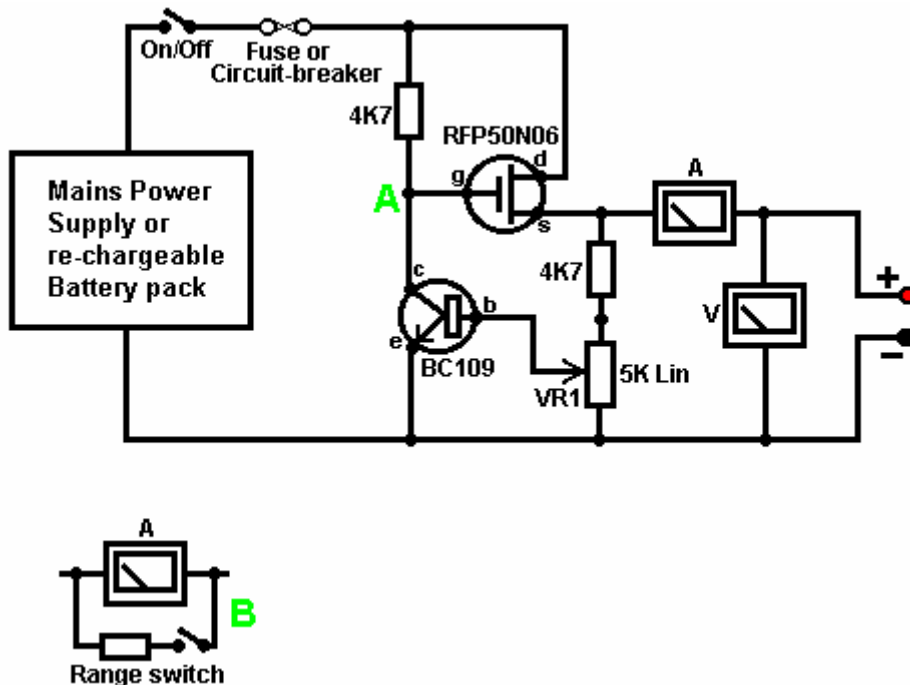 On/Off
Fuse or
Circuit-breaker
4K7
RFP50N06
d
g
s
A
A
Mains Power
Supply or
re-chargeable
Battery pack
c
b
e
BC109
4K7
VR1
5K Lin
V
+
−
A
B
Range switch